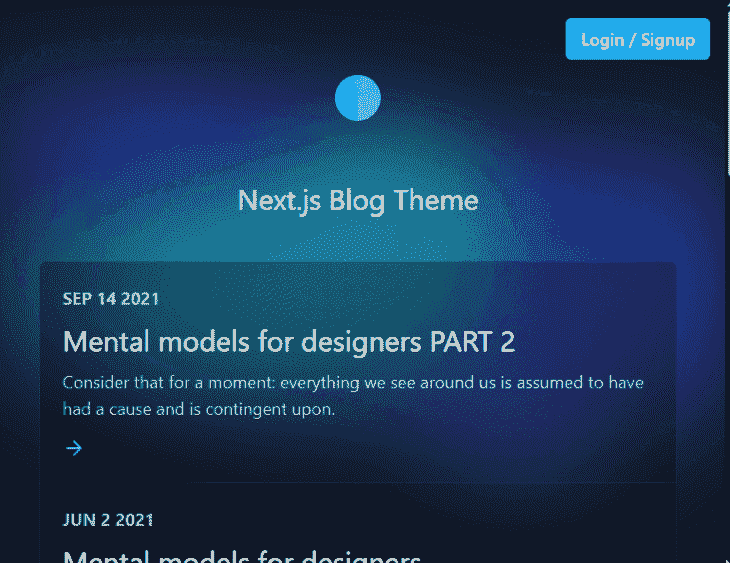 Login / Signup
Next.js Blog Theme
SEP 14 2021
Mental models for designers PART 2
Consider that for a moment: everything we see around us is assumed to have
had a cause and is contingent upon.
JUN 2 2021
Mental models for designers